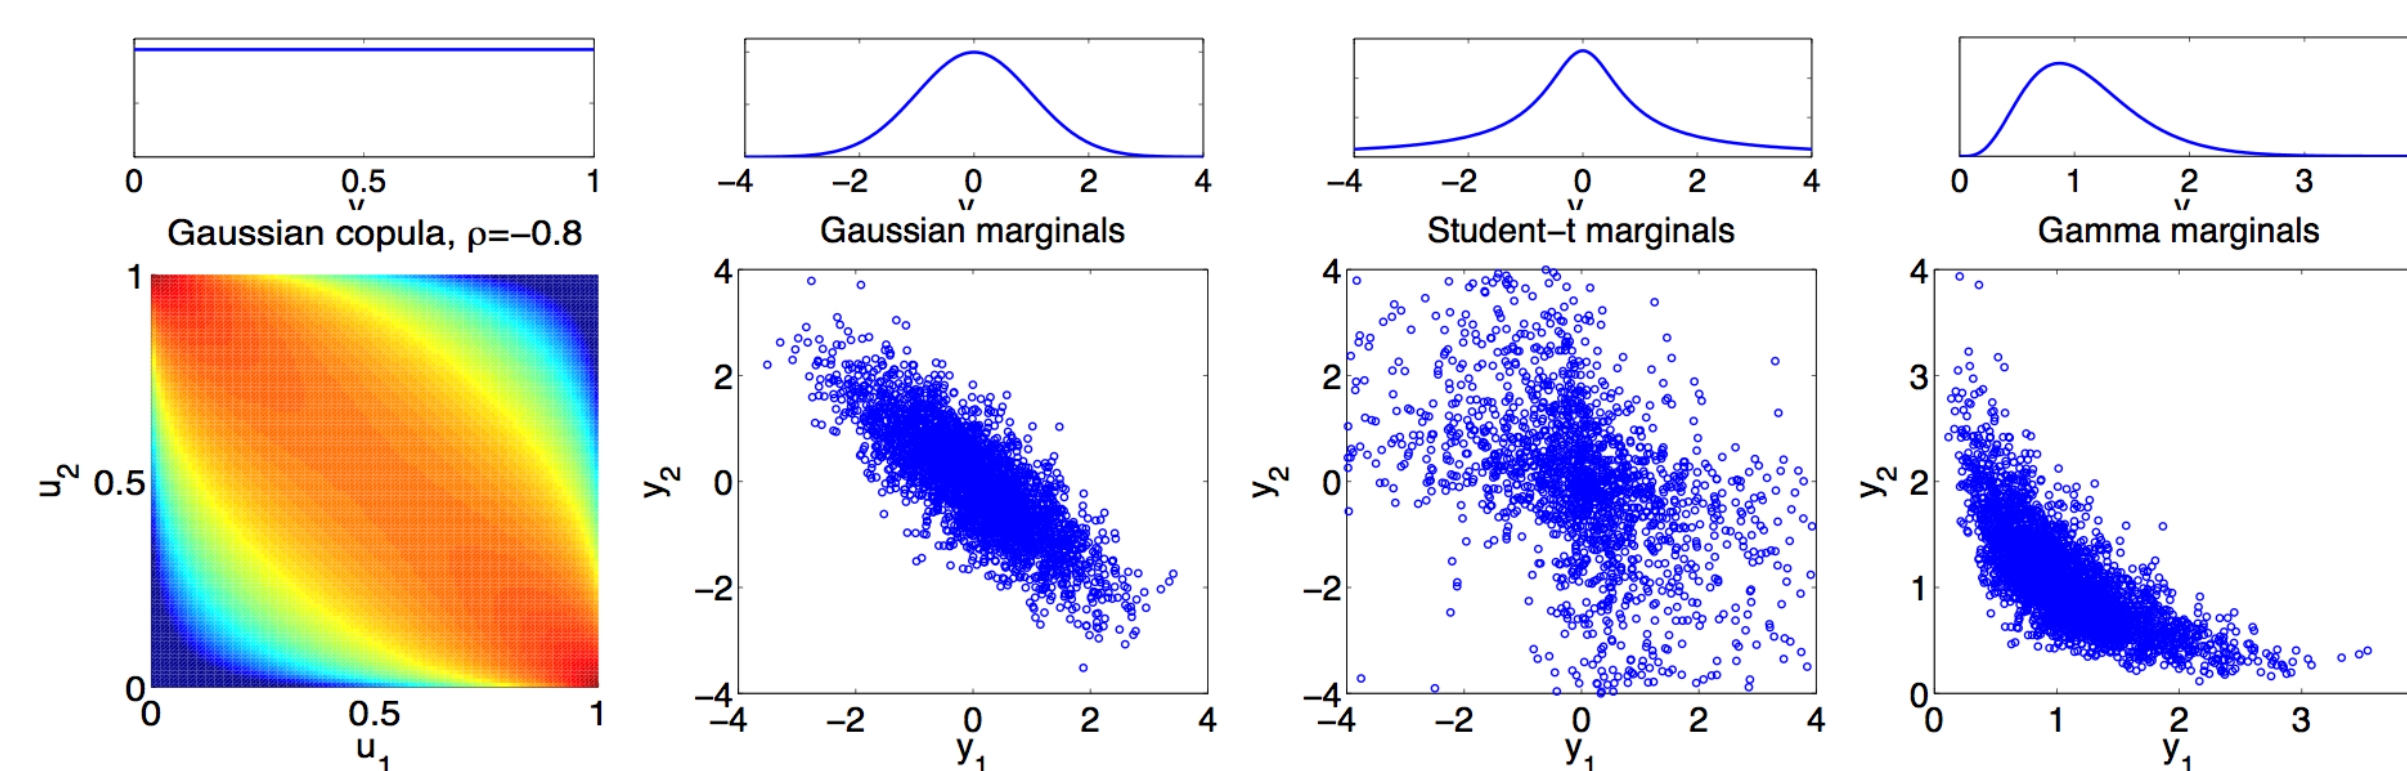 0 0.5 1
−4 −2 0 2 4
−4 −2 0 2 4
0 1 2 3
Gaussian copula, ρ=−0.8
Gaussian marginals
Student−t marginals
Gamma marginals
1
0.5
0
u₂
0 0.5 1
u₁
4
2
0
−2
−4
y₂
−4 −2 0 2 4
y₁
4
2
0
−2
−4
y₂
−4 −2 0 2 4
y₁
4
3
2
1
0
y₂
0 1 2 3
y₁